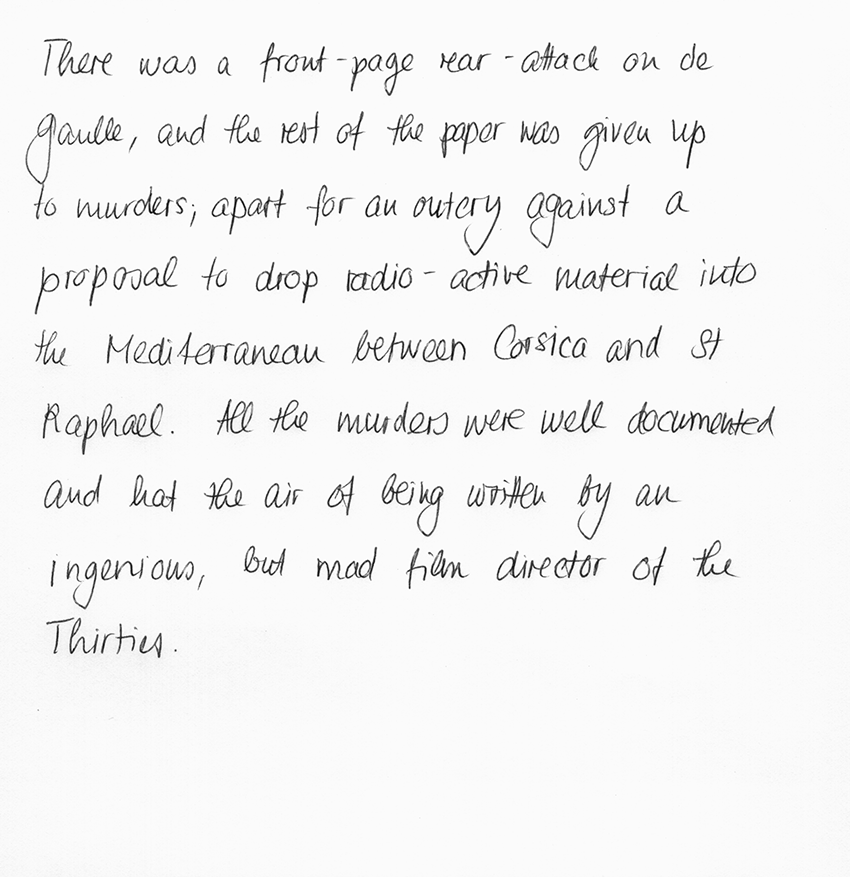 There was a front-page rear-attack on de
Gaulle, and the rest of the paper was given up
to murders; apart for an outcry against a
proposal to drop radio-active material into
the Mediterranean between Corsica and St
Raphael. All the murders were well documented
and hat the air of being written by an
ingenious, but mad film director of the
Thirties.